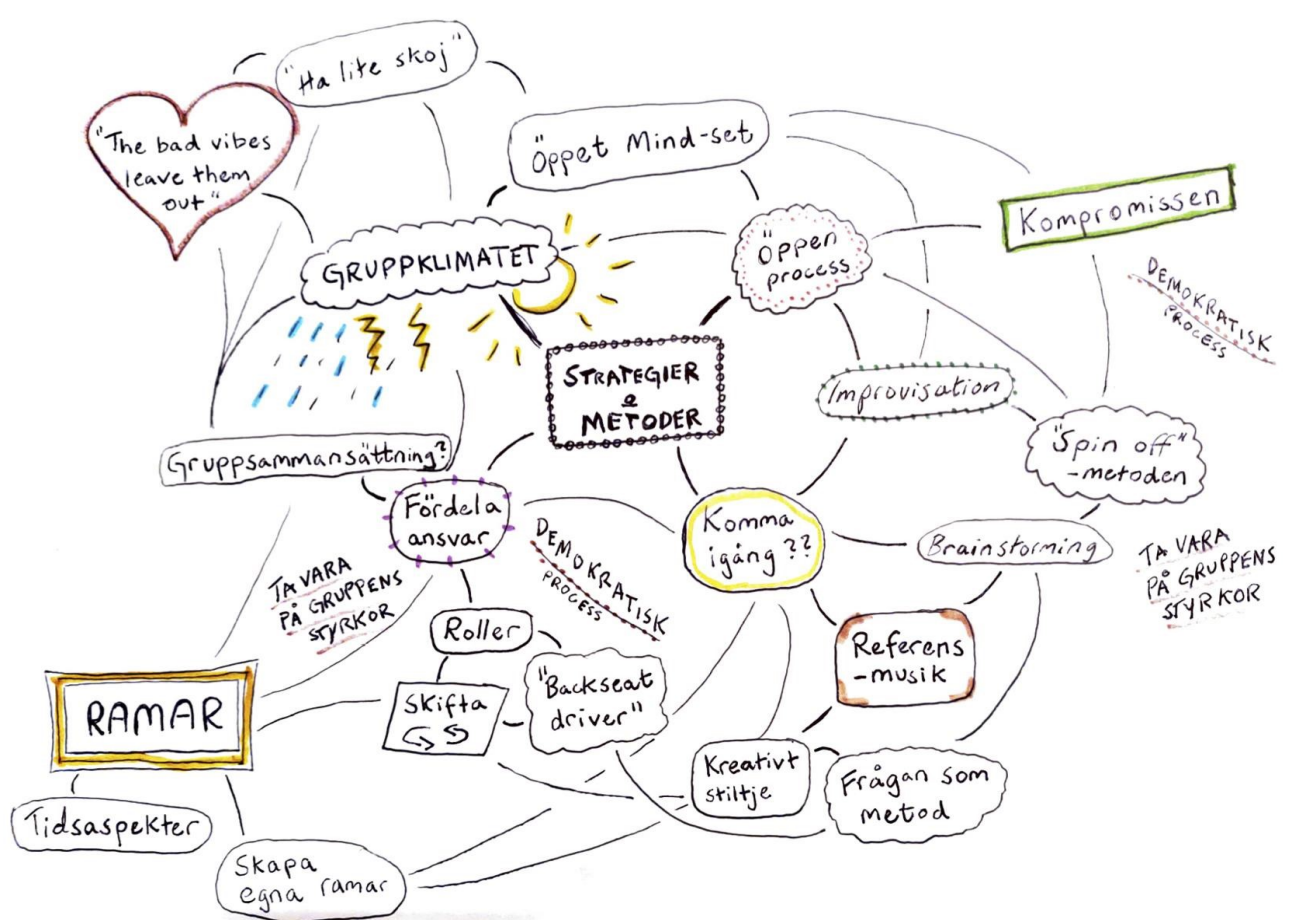 "Ha lite skoj"
"The bad vibes
leave them
out"
"Öppet Mind-set
Kompromissen
GRUPPKLIMATET
"Öppen
process
DEMOKRATISK
PROCESS
STRATEGIER
o
METODER
Improvisation
"Spin off"
-metoden
Gruppsammansättning?
Fördela
ansvar
Komma
igång ??
Brainstorming
DEMOKRATISK
PROCESS
TA VARA
PÅ GRUPPENS
STYRKOR
TA VARA
PÅ GRUPPENS
STYRKOR
Roller
Referens
-musik
"Backseat
driver"
Skifta
RAMAR
Kreativt
stiltje
Frågan som
metod
Tidsaspekter
Skapa
egna ramar